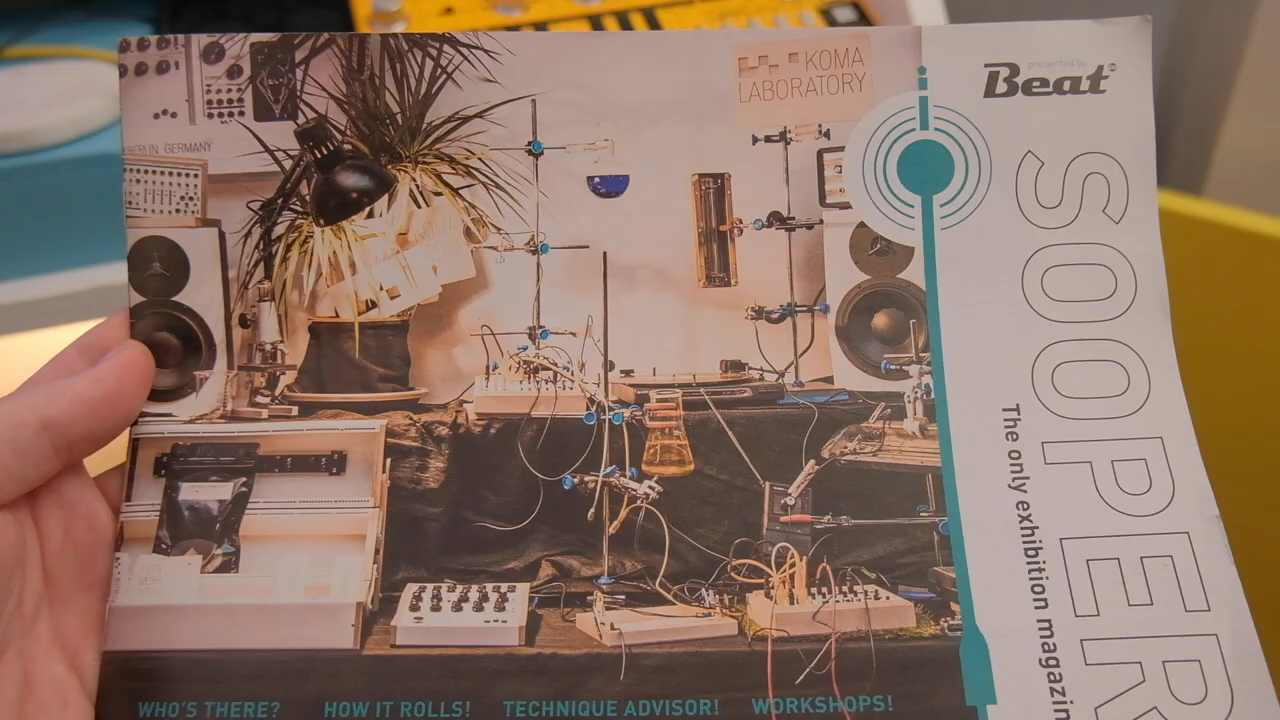 KOMA
LABORATORY
BERLIN, GERMANY
presented by
Beat
SOOPER
The only exhibition magazin
WHO'S THERE?
HOW IT ROLLS!
TECHNIQUE ADVISOR!
WORKSHOPS!